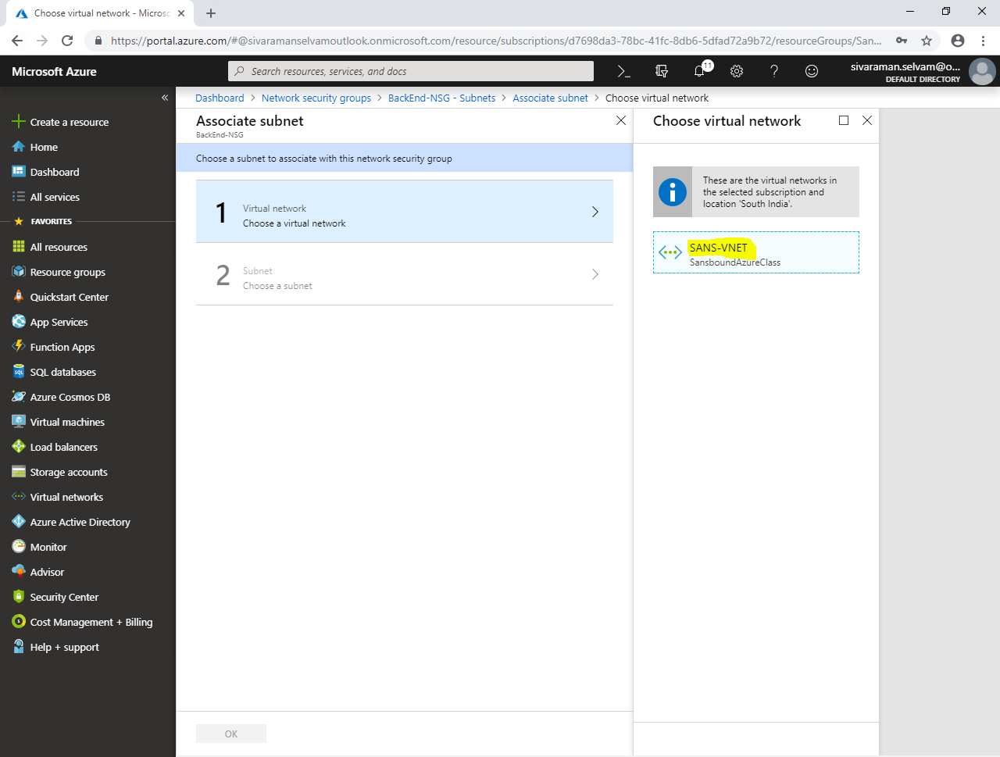 Choose virtual network - Microso
https://portal.azure.com/#@sivaramanselvamoutlook.onmicrosoft.com/resource/subscriptions/d7698da3-78bc-41fc-8db6-5dfad72a9b72/resourceGroups/San...
Microsoft Azure
Search resources, services, and docs
11
sivaraman.selvam@o...
DEFAULT DIRECTORY
Dashboard > Network security groups > BackEnd-NSG - Subnets > Associate subnet > Choose virtual network
Create a resource
Home
Dashboard
All services
FAVORITES
All resources
Resource groups
Quickstart Center
App Services
Function Apps
SQL databases
Azure Cosmos DB
Virtual machines
Load balancers
Storage accounts
Virtual networks
Azure Active Directory
Monitor
Advisor
Security Center
Cost Management + Billing
Help + support
Associate subnet
BackEnd-NSG
Choose a subnet to associate with this network security group
1
Virtual network
Choose a virtual network
2
Subnet
Choose a subnet
OK
Choose virtual network
These are the virtual networks in
the selected subscription and
location 'South India'.
SANS-VNET
SansboundAzureClass